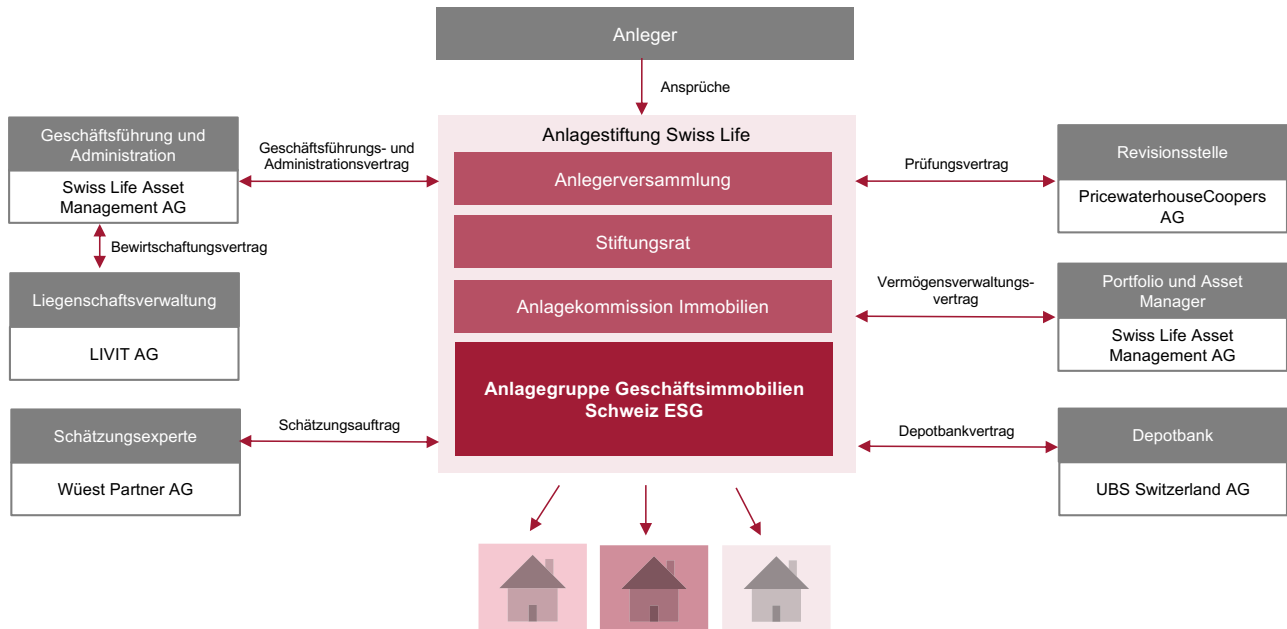 Anleger
Ansprüche
Geschäftsführung und
Administration
Swiss Life Asset
Management AG
Geschäftsführungs- und
Administrationsvertrag
Bewirtschaftungsvertrag
Liegenschaftsverwaltung
LIVIT AG
Schätzungsexperte
Wüest Partner AG
Schätzungsauftrag
Anlagestiftung Swiss Life
Anlegerversammlung
Stiftungsrat
Anlagekommission Immobilien
Anlagegruppe Geschäftsimmobilien
Schweiz ESG
Prüfungsvertrag
Revisionsstelle
PricewaterhouseCoopers
AG
Vermögensverwaltungs-
vertrag
Portfolio und Asset
Manager
Swiss Life Asset
Management AG
Depotbankvertrag
Depotbank
UBS Switzerland AG